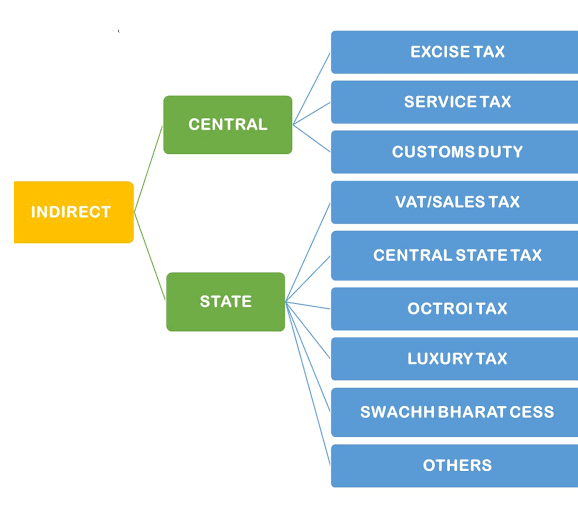 INDIRECT
CENTRAL
EXCISE TAX
SERVICE TAX
CUSTOMS DUTY
STATE
VAT/SALES TAX
CENTRAL STATE TAX
OCTROI TAX
LUXURY TAX
SWACHH BHARAT CESS
OTHERS